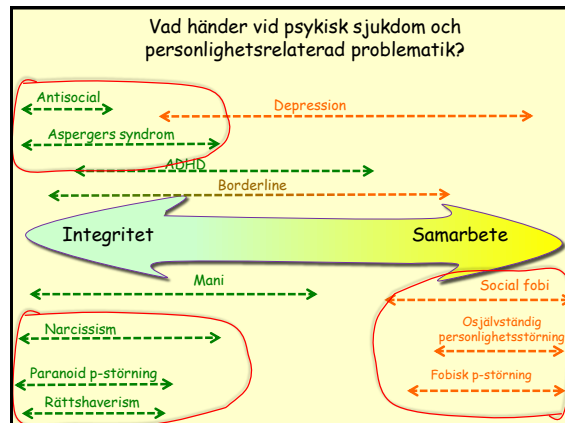 Vad händer vid psykisk sjukdom och
personlighetsrelaterad problematik?
Antisocial
Depression
Aspergers syndrom
ADHD
Borderline
Integritet
Samarbete
Mani
Social fobi
Narcissism
Osjälvständig
personlighetsstörning
Paranoid p-störning
Fobisk p-störning
Rättshaverism